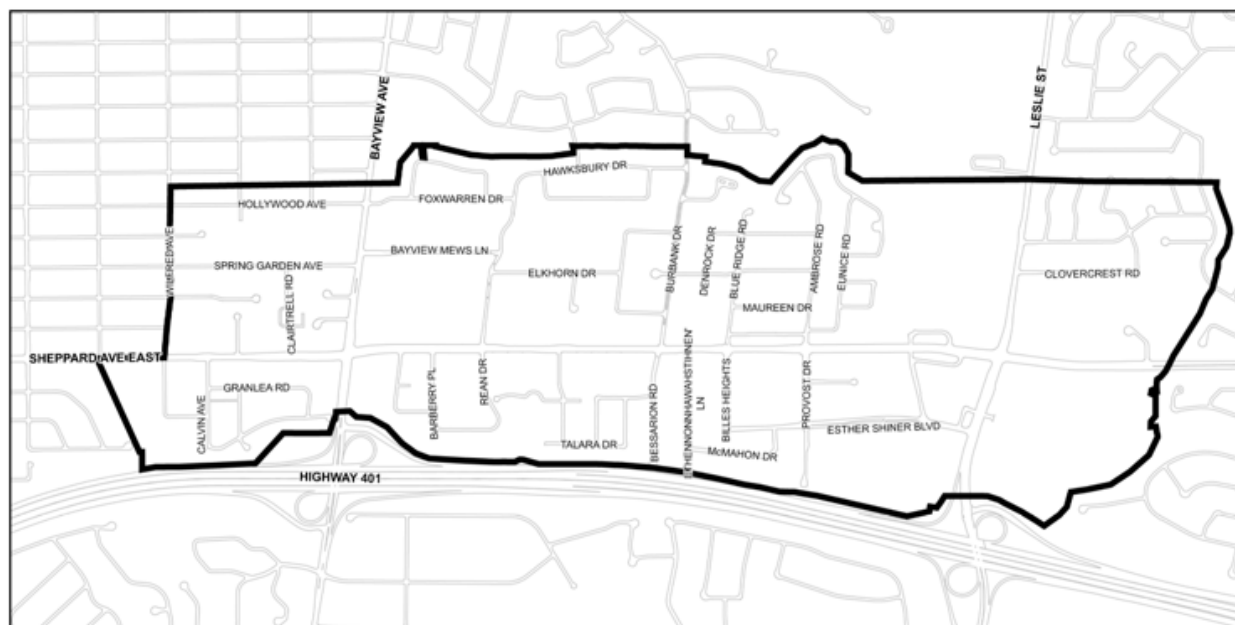 BAYVIEW AVE
LESLIE ST
HAWKSBURY DR
FOXWARREN DR
HOLLYWOOD AVE
WILFRED AVE
BAYVIEW MEWS LN
SPRING GARDEN AVE
CLAIRTRELL RD
ELKHORN DR
BURBANK DR
DENROCK DR
BLUE RIDGE RD
AMBROSE RD
EUNICE RD
CLOVERCREST RD
MAUREEN DR
SHEPPARD AVE EAST
GRANLEA RD
CALVIN AVE
BARBERRY PL
REAN DR
TALARA DR
BESSARION RD
ETHENNONNHAWAHSTIHNEN'
LN
BILLES HEIGHTS
PROVOST DR
ESTHER SHINER BLVD
McMAHON DR
HIGHWAY 401